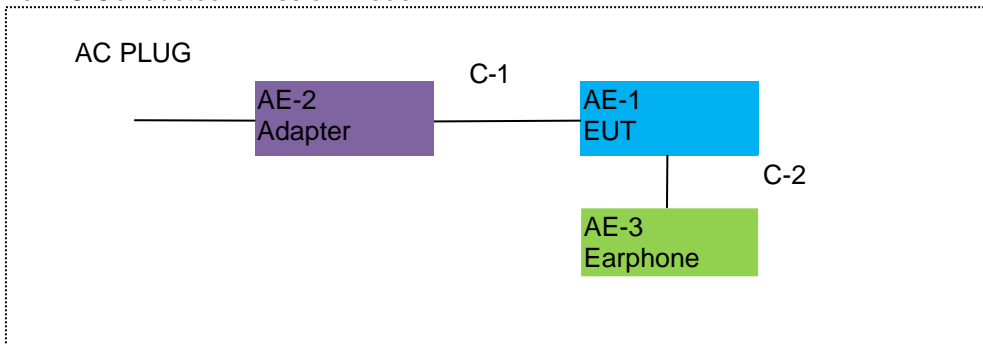 AC PLUG
C-1
AE-2
Adapter
AE-1
EUT
C-2
AE-3
Earphone